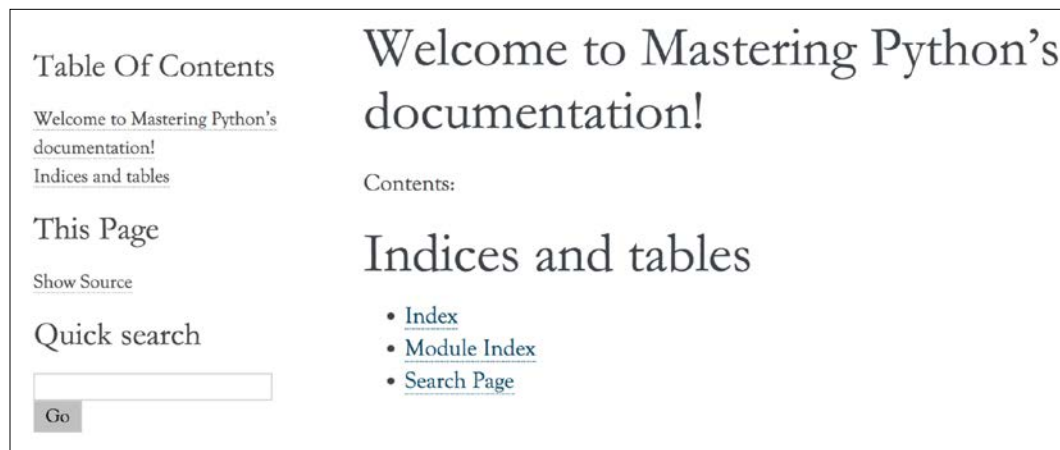 Table Of Contents
Welcome to Mastering Python's
documentation!
Indices and tables
This Page
Show Source
Quick search
Go
Welcome to Mastering Python's
documentation!
Contents:
Indices and tables
• Index
• Module Index
• Search Page